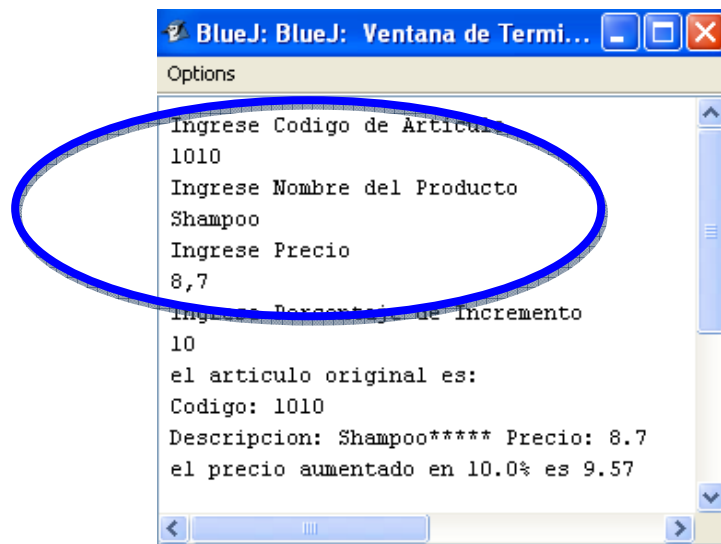 BlueJ: BlueJ: Ventana de Termi...
Options
Ingrese Codigo de Articulo
1010
Ingrese Nombre del Producto
Shampoo
Ingrese Precio
8,7
Ingrese Porcentaje de Incremento
10
el articulo original es:
Codigo: 1010
Descripcion: Shampoo***** Precio: 8.7
el precio aumentado en 10.0% es 9.57